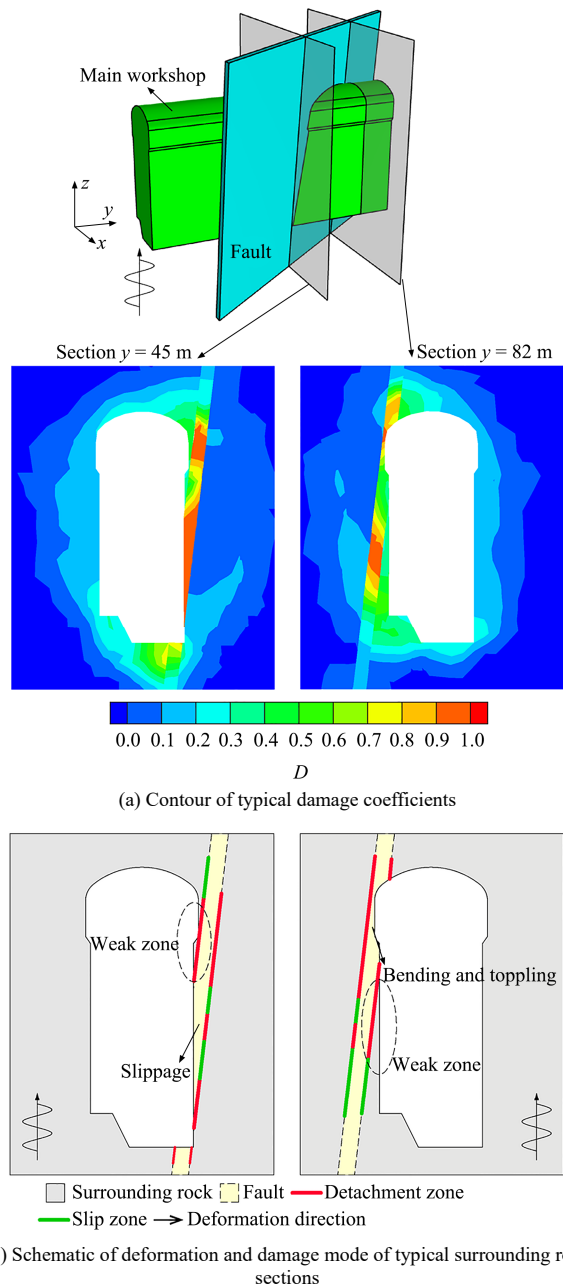 Main workshop
z
y
x
Fault
Section y = 45 m
Section y = 82 m
0.0 0.1 0.2 0.3 0.4 0.5 0.6 0.7 0.8 0.9 1.0
D
(a) Contour of typical damage coefficients
Weak zone
Slippage
Bending and toppling
Weak zone
Surrounding rock Fault Detachment zone
Slip zone Deformation direction
) Schematic of deformation and damage mode of typical surrounding
sections